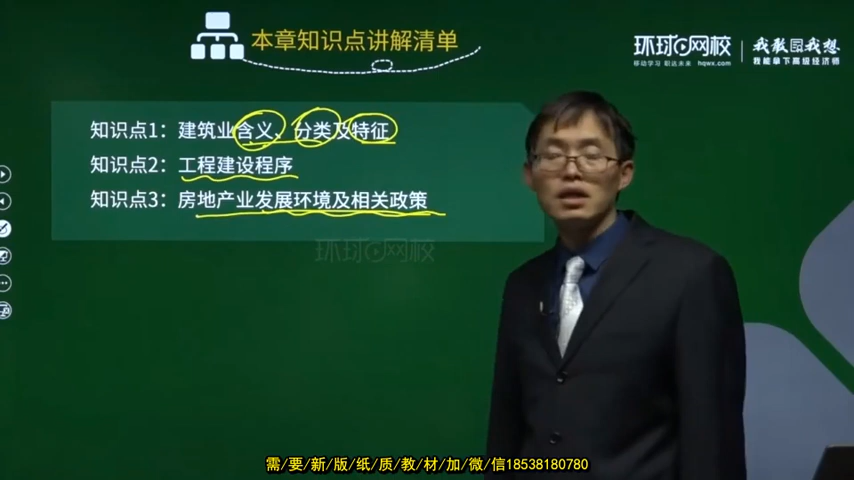 本章知识点讲解清单
环球网校
移动学习 职达未来 hqwx.com
我敢因我想
我能拿下高级经济师
知识点1：建筑业含义、分类及特征
知识点2：工程建设程序
知识点3：房地产业发展环境及相关政策
环球网校
需/要/新/版/纸/质/教/材/加/微/信18538180780